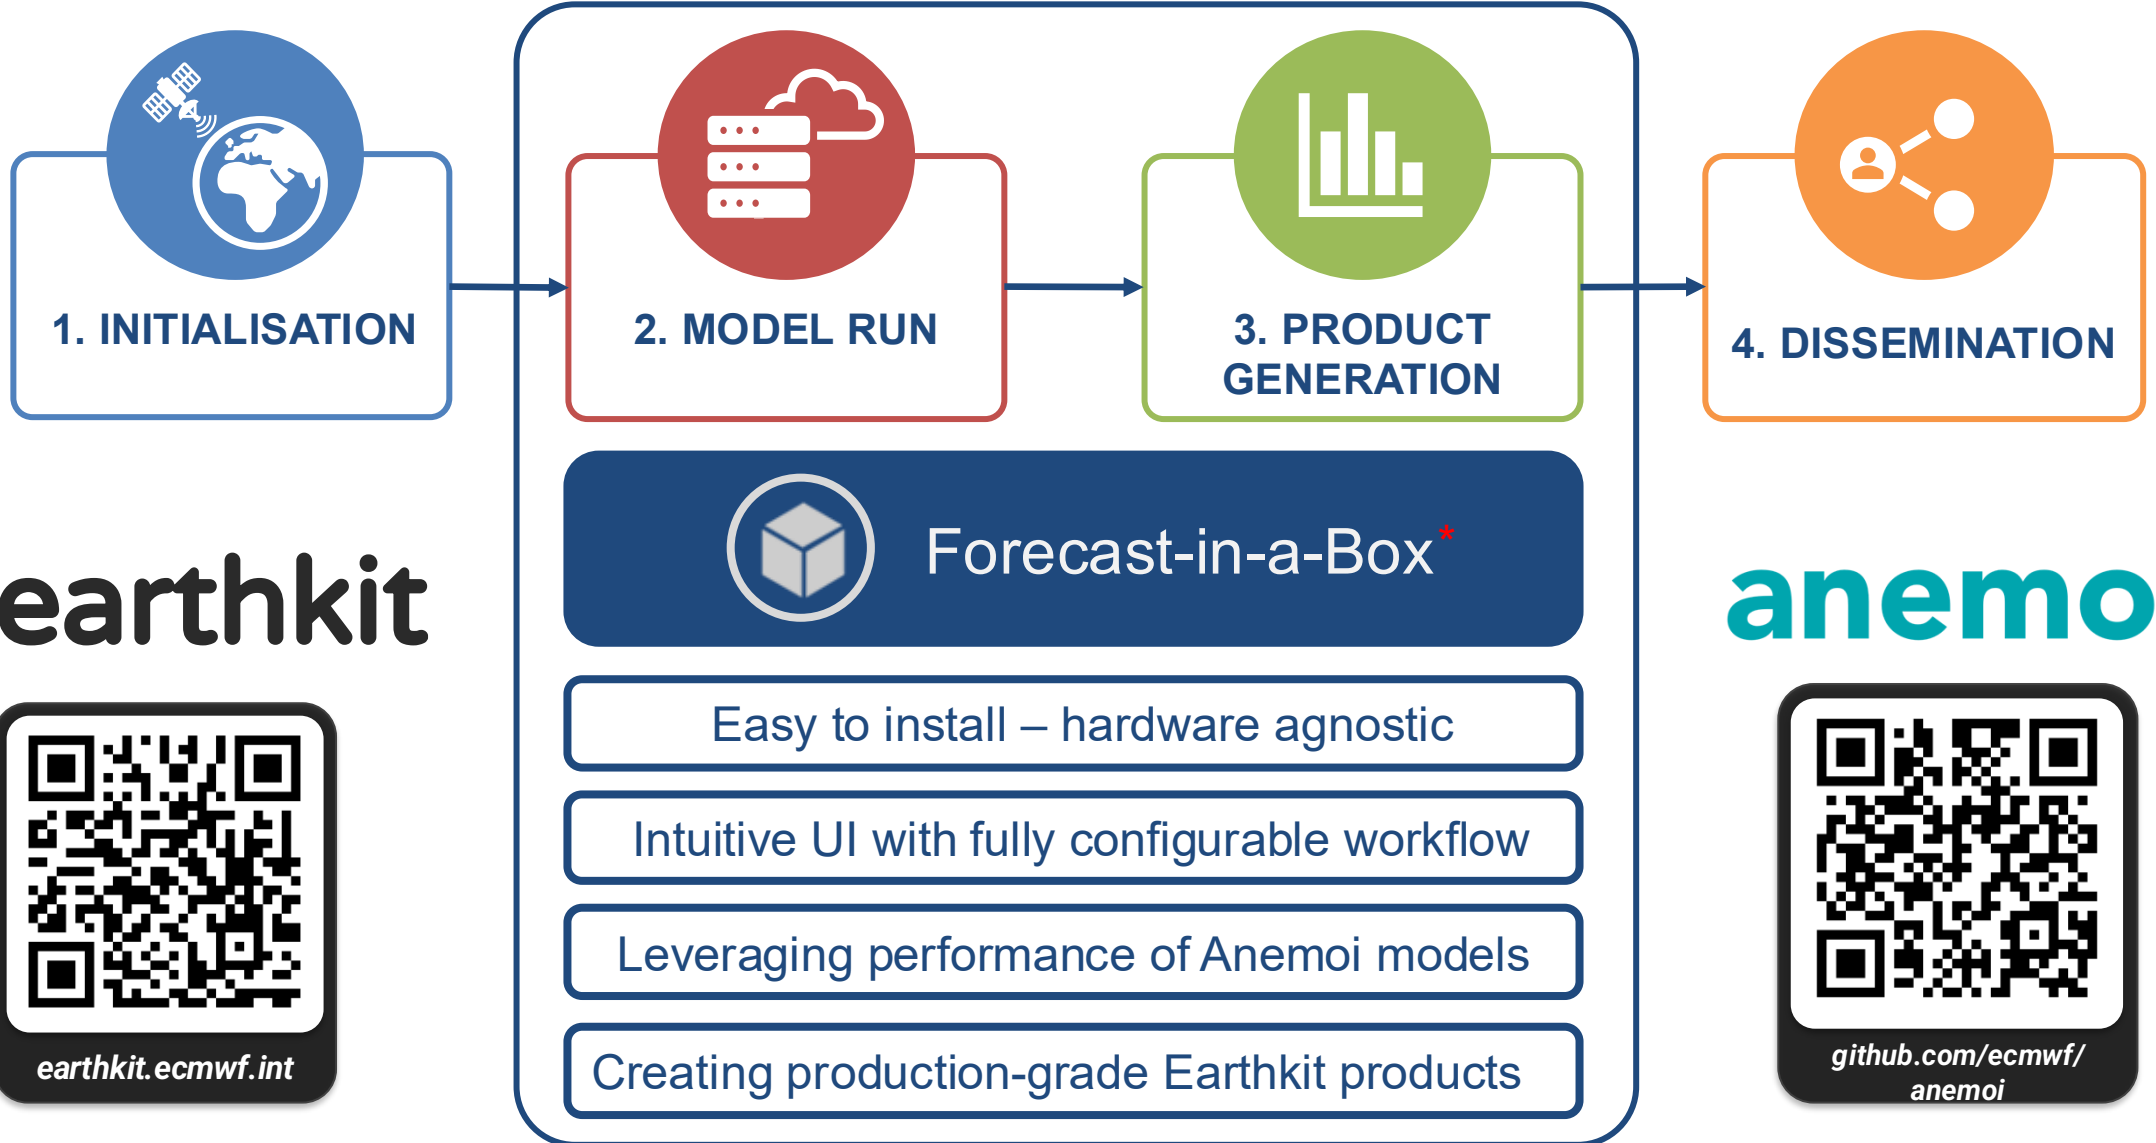 1. INITIALISATION
2. MODEL RUN
3. PRODUCT
GENERATION
4. DISSEMINATION
Forecast-in-a-Box*
earthkit
anemo
Easy to install – hardware agnostic
Intuitive UI with fully configurable workflow
Leveraging performance of Anemoi models
Creating production-grade Earthkit products
earthkit.ecmwf.int
github.com/ecmwf/
anemoi